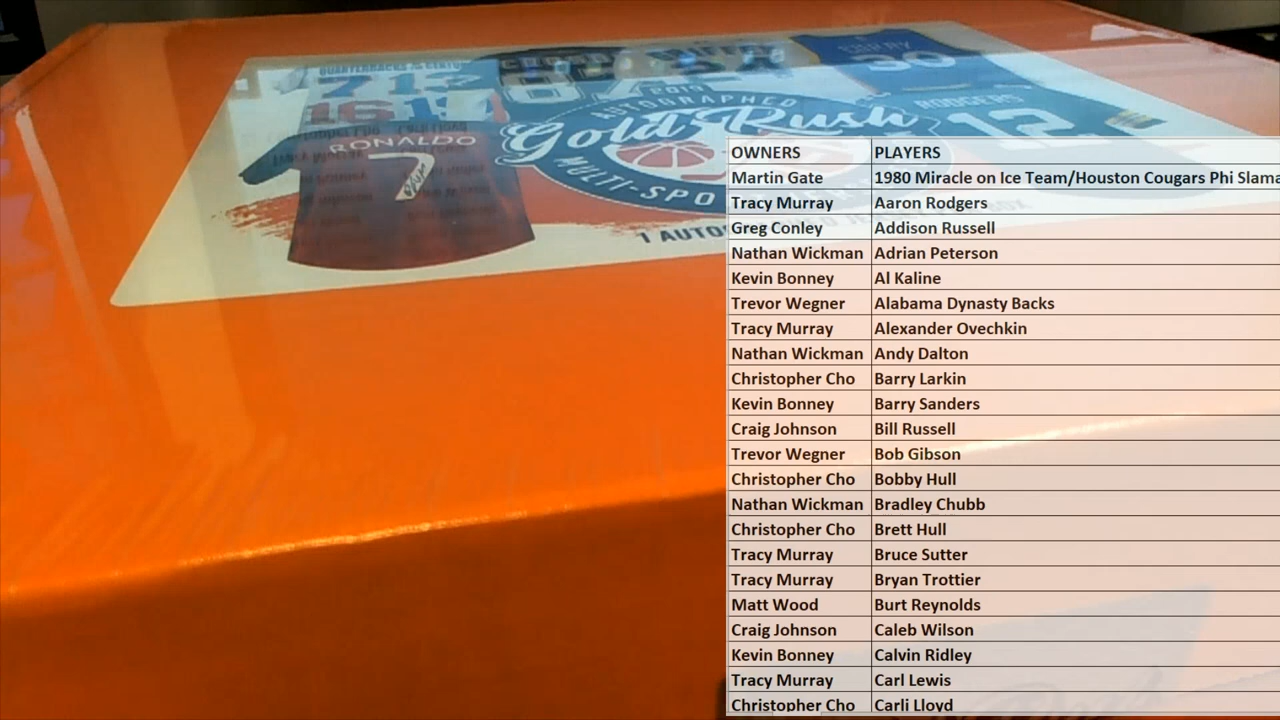 QUARTERBACKS
2019
AUTOGRAPHED
Gold Rush
MULTI-SPO
RONALDO
7
30
RODGERS
12
1 AUTO
OWNERS PLAYERS
Martin Gate 1980 Miracle on Ice Team/Houston Cougars Phi Slama
Tracy Murray Aaron Rodgers
Greg Conley Addison Russell
Nathan Wickman Adrian Peterson
Kevin Bonney Al Kaline
Trevor Wegner Alabama Dynasty Backs
Tracy Murray Alexander Ovechkin
Nathan Wickman Andy Dalton
Christopher Cho Barry Larkin
Kevin Bonney Barry Sanders
Craig Johnson Bill Russell
Trevor Wegner Bob Gibson
Christopher Cho Bobby Hull
Nathan Wickman Bradley Chubb
Christopher Cho Brett Hull
Tracy Murray Bruce Sutter
Tracy Murray Bryan Trottier
Matt Wood Burt Reynolds
Craig Johnson Caleb Wilson
Kevin Bonney Calvin Ridley
Tracy Murray Carl Lewis
Christopher Cho Carli Lloyd